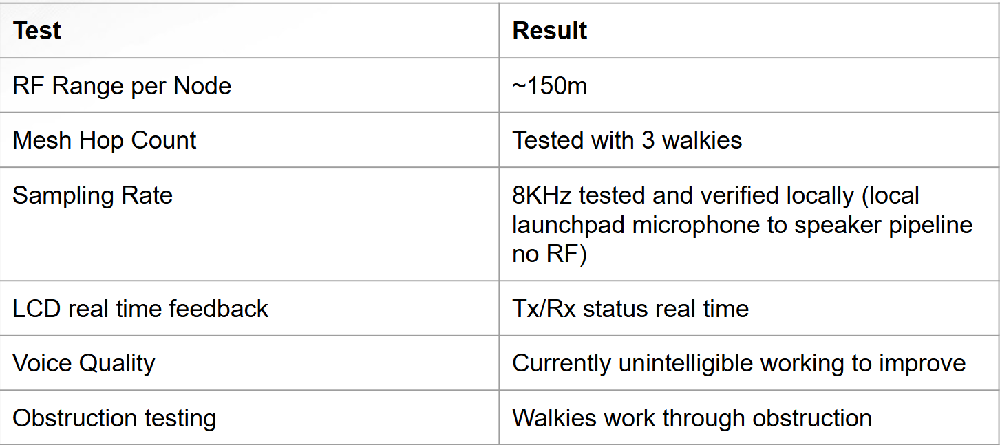 Test
Result
RF Range per Node
~150m
Mesh Hop Count
Tested with 3 walkies
Sampling Rate
8KHz tested and verified locally (local
launchpad microphone to speaker pipeline
no RF)
LCD real time feedback
Tx/Rx status real time
Voice Quality
Currently unintelligible working to improve
Obstruction testing
Walkies work through obstruction